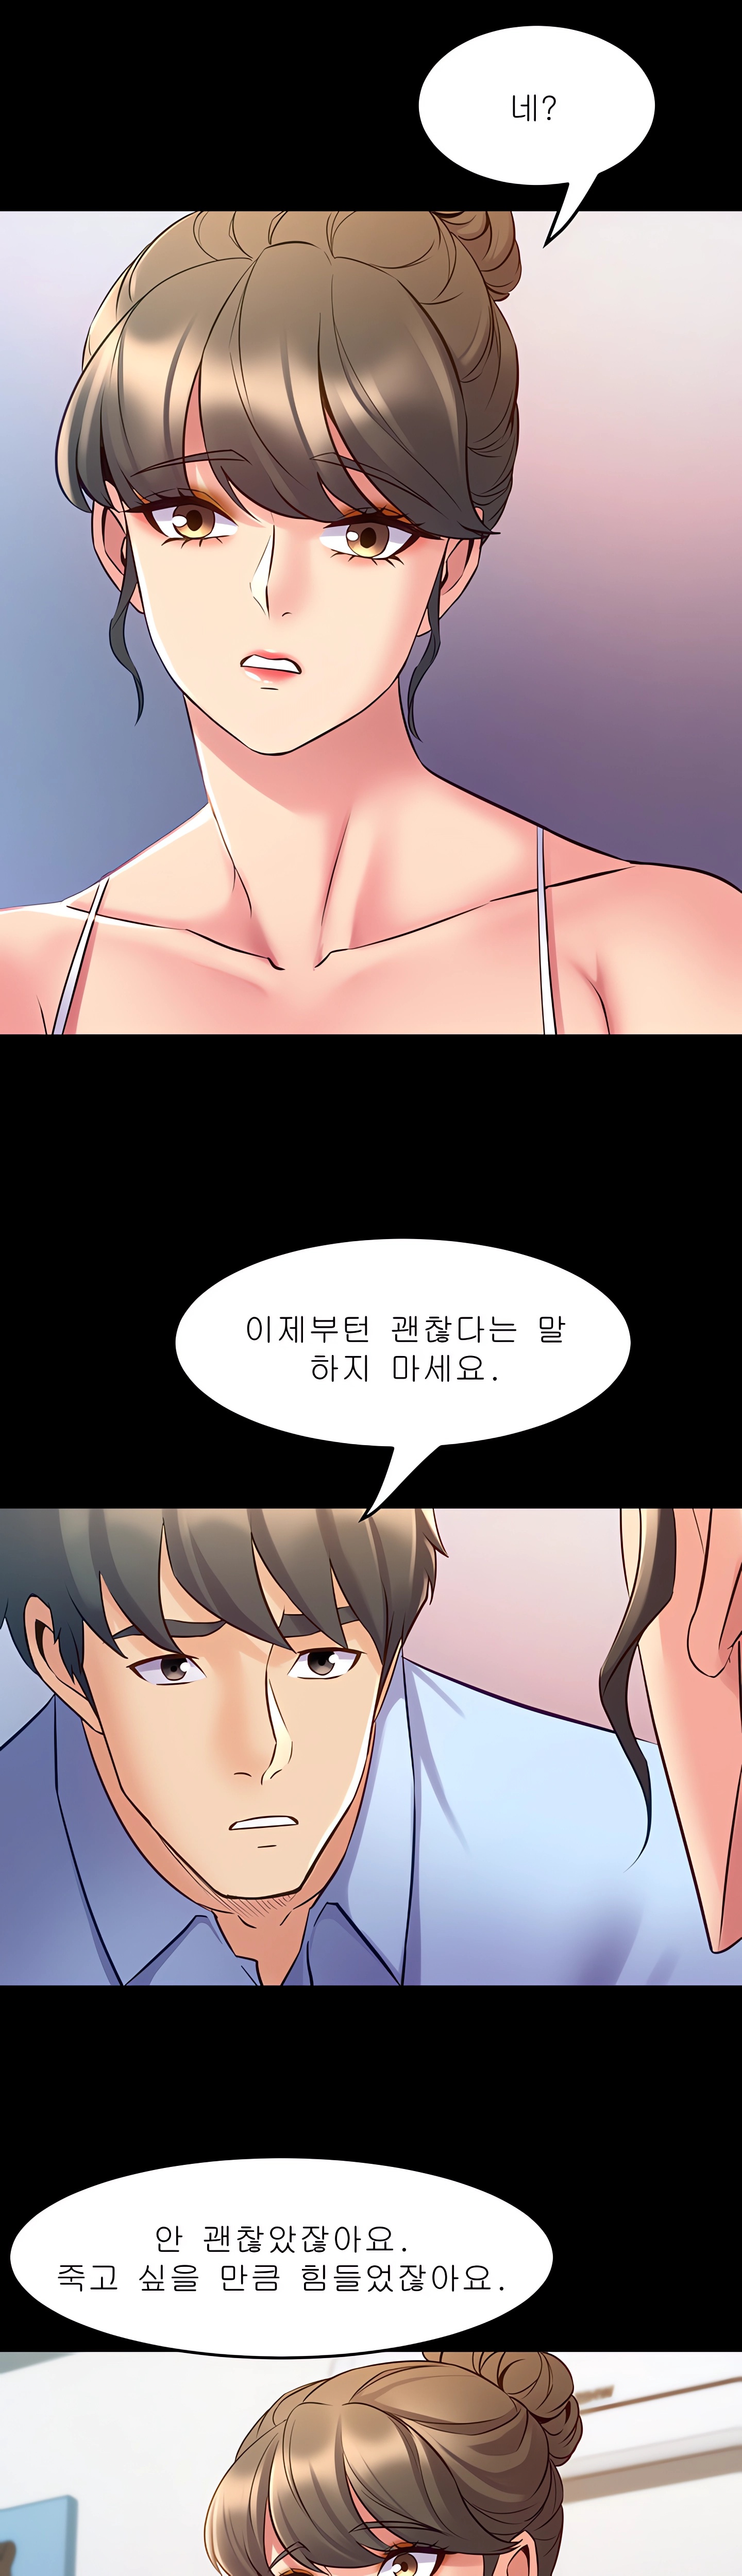 네?
이제부턴 괜찮다는 말
하지 마세요.
안 괜찮았잖아요.
죽고 싶을 만큼 힘들었잖아요.